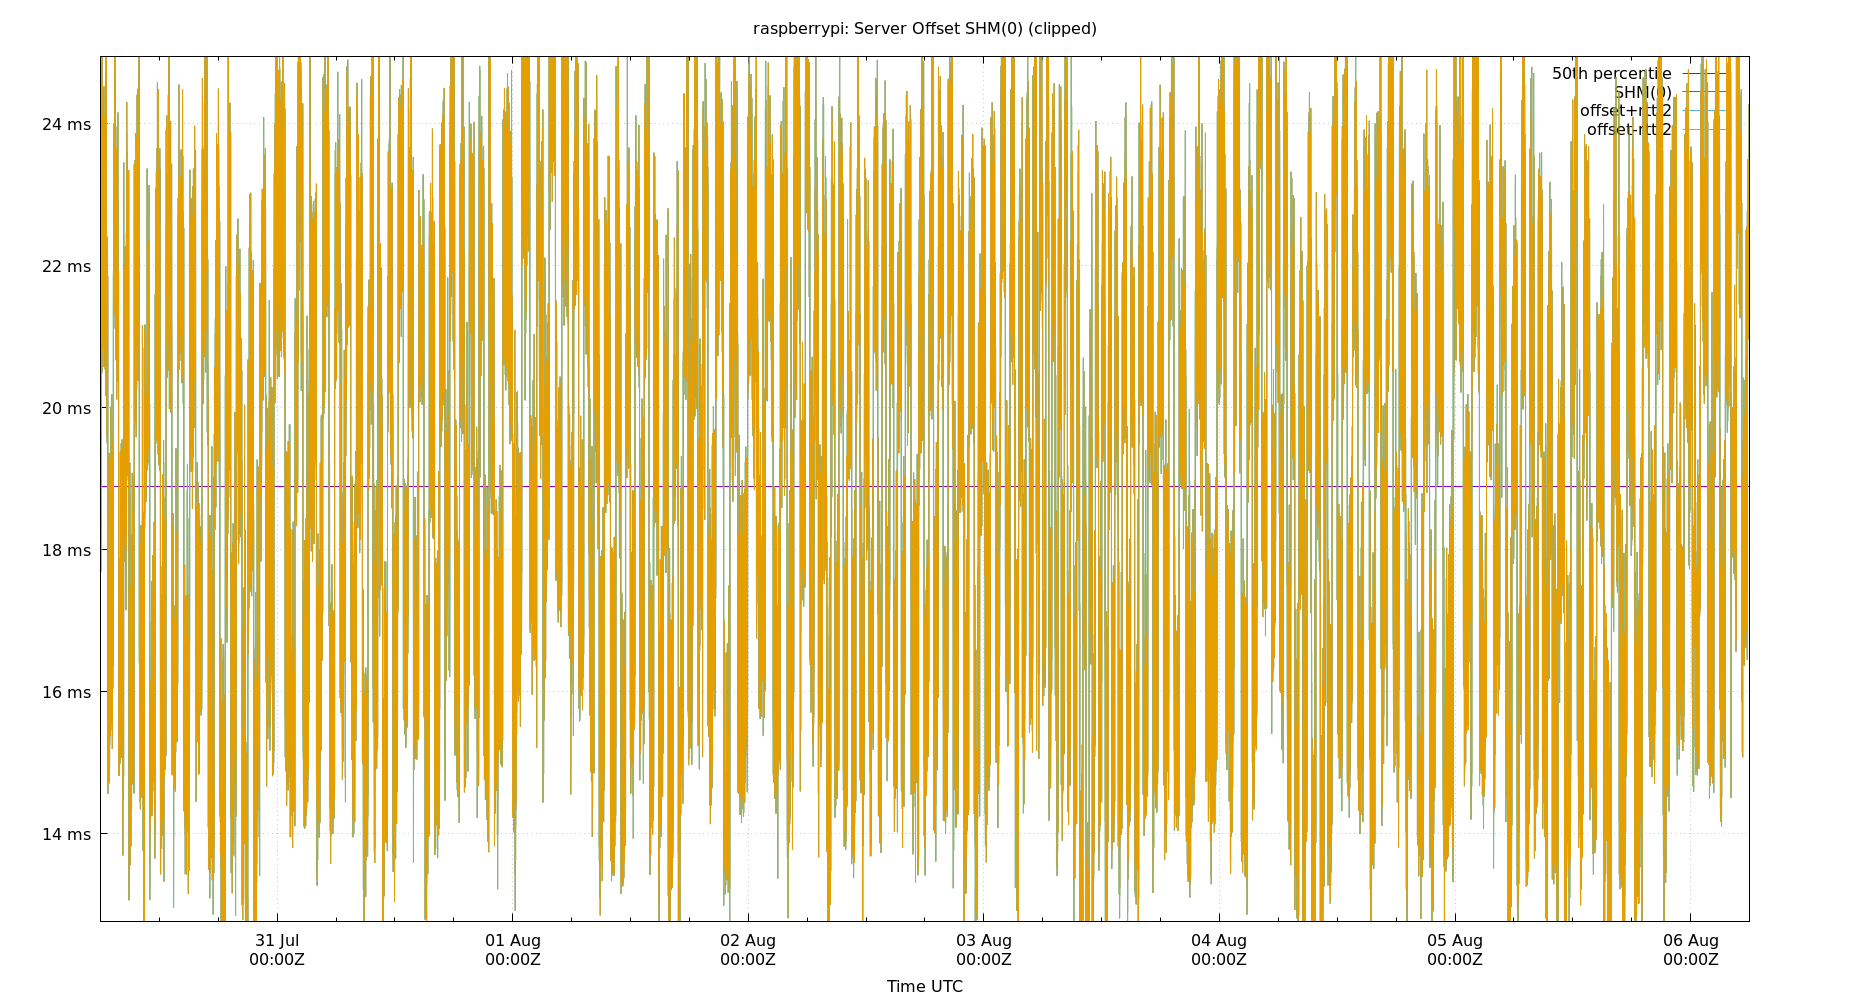 raspberrypi: Server Offset SHM(0) (clipped)
50th percentile
SHM(0)
offset+rtt/2
offset-rtt/2
24 ms
22 ms
20 ms
18 ms
16 ms
14 ms
31 Jul 01 Aug 02 Aug 03 Aug 04 Aug 05 Aug 06 Aug
00:00Z 00:00Z 00:00Z 00:00Z 00:00Z 00:00Z 00:00Z
Time UTC